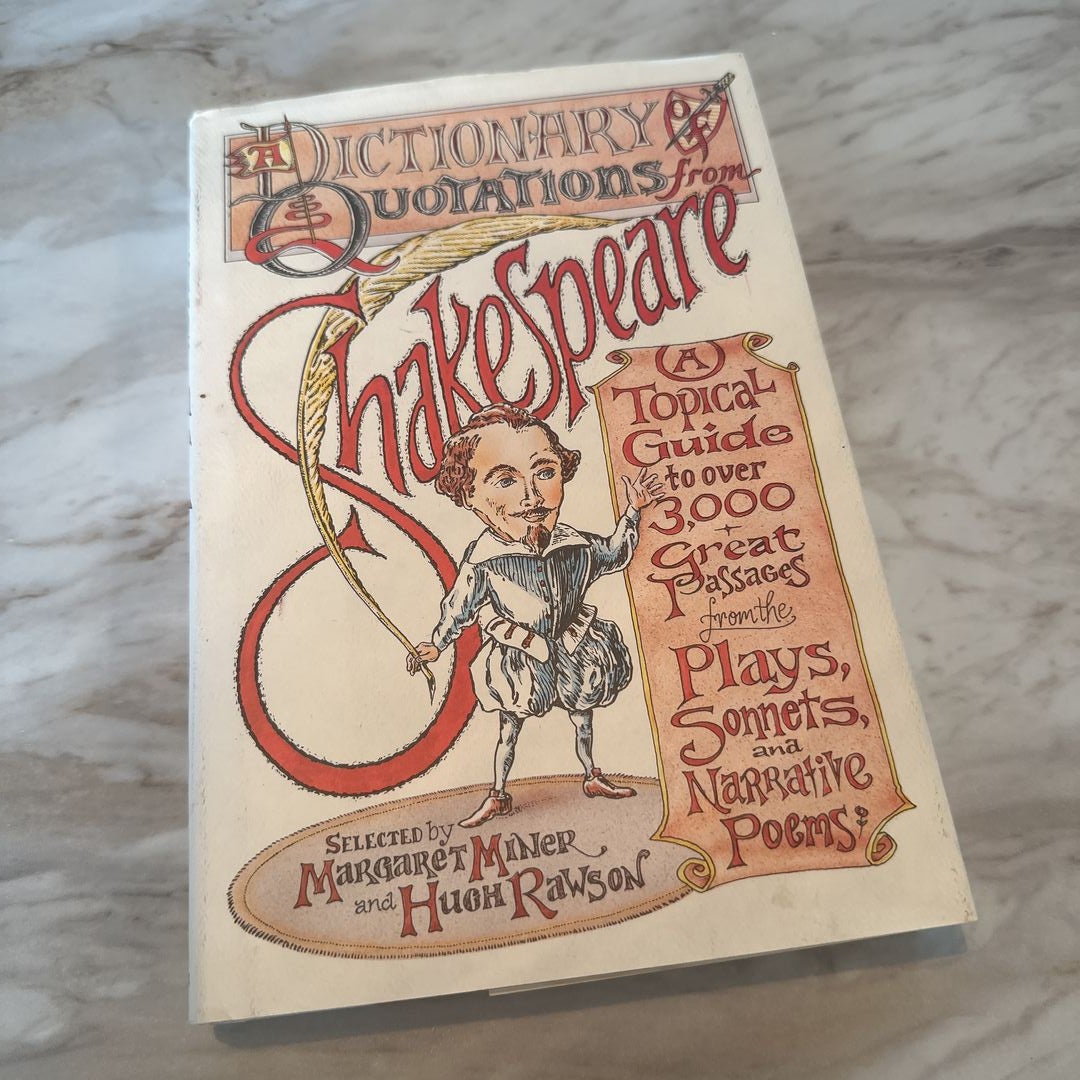 A DICTIONARY OF
QUOTATIONS from
Shakespeare
A
TOPICAL
GUIDE
to over
3,000
GREAT
PASSAGES
from the
Plays,
Sonnets,
and
NARRATIVE
POEMS
SELECTED by
MARGARET MINER
and HUGH RAWSON